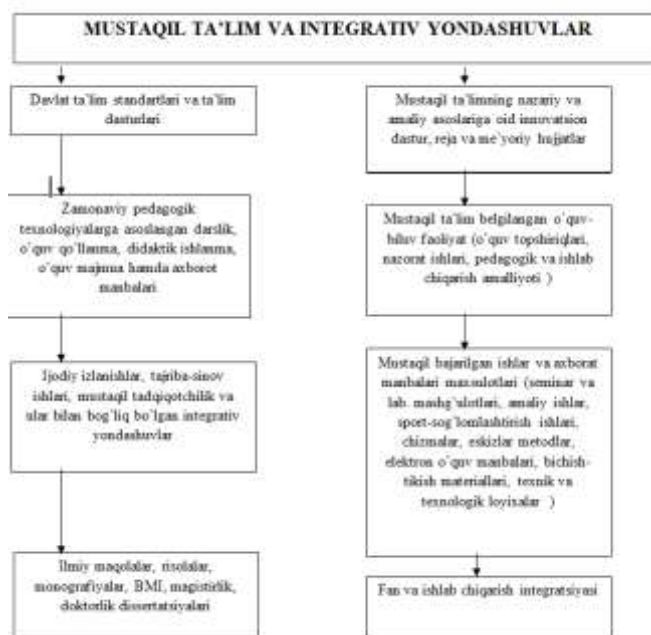 MUSTAQIL TA'LIM VA INTEGRATIV YONDASHUVLAR
Davlat ta'lim standartlari va ta'lim
dasturlari
Zamonaviy pedagogik
texnologiyalarga asoslangan darslik,
o'quv qo'llanma, didaktik ishlanma,
o'quv majmua hamda axborot
manbalari
Ijodiy izlanishlar, tajriba-sinov
ishlari, mustaqil tadqiqotchilik va
ular bilan bog'liq bo'lgan integrativ
yondashuvlar
Ilmiy maqolalar, risolalar,
monografiyalar, BMI, magistirlik,
doktorlik dissertatsiyalari
Mustaqil ta'limning nazariy va
amaliy asoslariga oid innovatsion
dastur, reja va me'yoriy hujjatlar
Mustaqil ta'lim belgilangan o'quv-
biluv faoliyat (o'quv topshiriqlari,
nazorat ishlari, pedagogik va ishlab
chiqarish amalliyoti )
Mustaqil bajarilgan ishlar va axborat
manbalari maxsulotlari (seminar va
lab. mashg'ulotlari, amaliy ishlar,
sport-sog'lomlashtirish ishlari,
chizmalar, eskizlar metodlar,
elektron o'quv manbalari, bichish-
tikish materiallari, texnik va
texnologik loyixalar )
Fan va ishlab chiqarish integratsiyasi